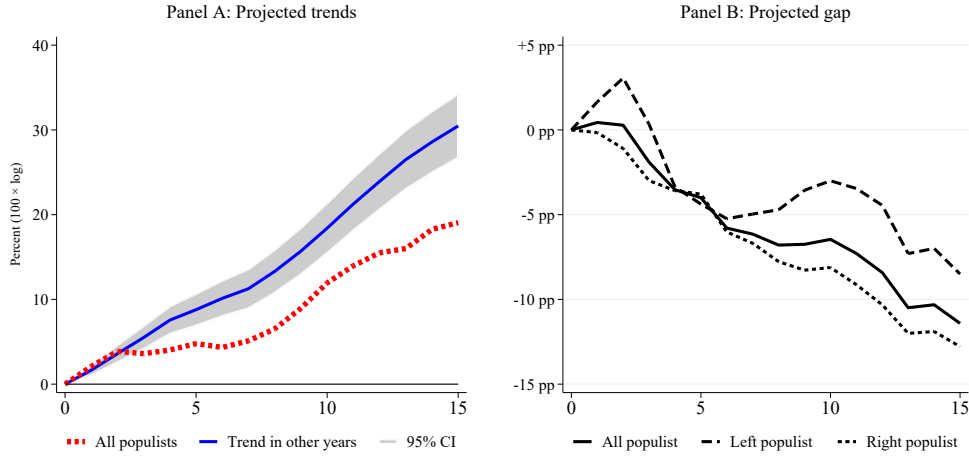 Panel A: Projected trends
40
30
20
10
0
Percent (100 × log)
0 5 10 15
All populists Trend in other years 95% CI
Panel B: Projected gap
+5 pp
0 pp
-5 pp
-10 pp
-15 pp
0 5 10 15
All populist Left populist Right populist